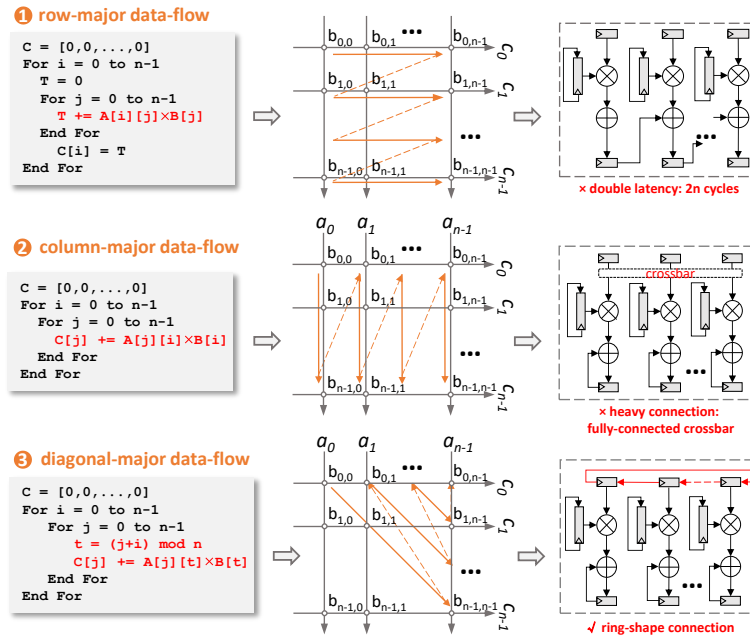 1 row-major data-flow
C = [0,0,...,0]
For i = 0 to n-1
T = 0
For j = 0 to n-1
T += A[i][j]×B[j]
End For
C[i] = T
End For
b0,0 b0,1 ••• b0,n-1 c0
b1,0 b1,1 b1,n-1 c1
•••
bn-1,0 bn-1,1 bn-1,n-1 cn-1
•••
× double latency: 2n cycles
2 column-major data-flow
C = [0,0,...,0]
For i = 0 to n-1
For j = 0 to n-1
C[j] += A[j][i]×B[i]
End For
End For
a0 a1 an-1
b0,0 b0,1 ••• b0,n-1 c0
b1,0 b1,1 b1,n-1 c1
•••
bn-1,0 bn-1,1 bn-1,n-1 cn-1
crossbar
•••
× heavy connection:
fully-connected crossbar
3 diagonal-major data-flow
C = [0,0,...,0]
For i = 0 to n-1
For j = 0 to n-1
t = (j+i) mod n
C[j] += A[j][t]×B[t]
End For
End For
a0 a1 an-1
b0,0 b0,1 ••• b0,n-1 c0
b1,0 b1,1 b1,n-1 c1
•••
bn-1,0 bn-1,1 bn-1,n-1 cn-1
•••
√ ring-shape connection